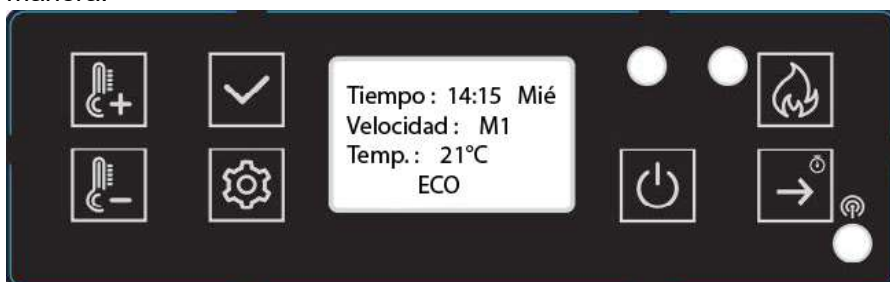 Tiempo : 14:15 Mié
Velocidad : M1
Temp. : 21°C
ECO